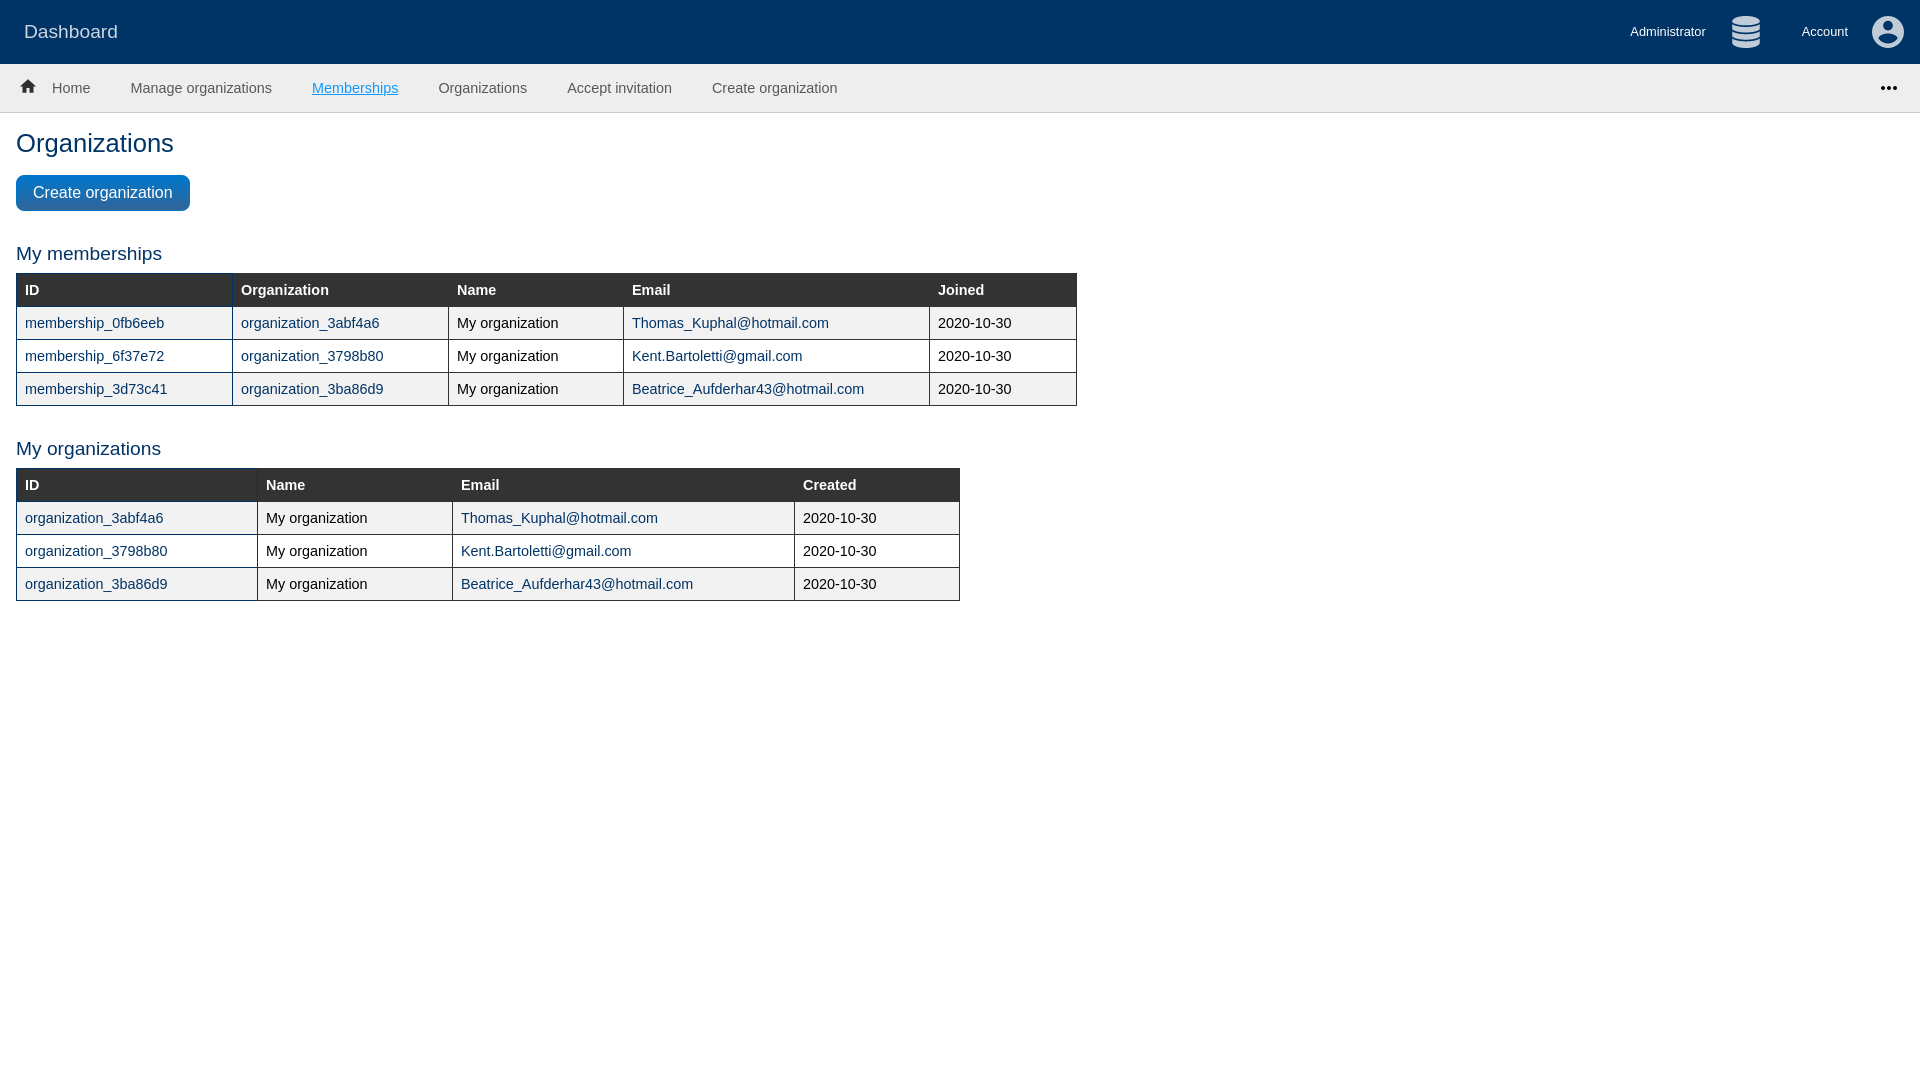 Dashboard
Administrator
Account
Home Manage organizations Memberships Organizations Accept invitation Create organization
Organizations
Create organization
My memberships
ID Organization Name Email Joined
membership_0fb6eeb organization_3abf4a6 My organization Thomas_Kuphal@hotmail.com 2020-10-30
membership_6f37e72 organization_3798b80 My organization Kent.Bartoletti@gmail.com 2020-10-30
membership_3d73c41 organization_3ba86d9 My organization Beatrice_Aufderhar43@hotmail.com 2020-10-30
My organizations
ID Name Email Created
organization_3abf4a6 My organization Thomas_Kuphal@hotmail.com 2020-10-30
organization_3798b80 My organization Kent.Bartoletti@gmail.com 2020-10-30
organization_3ba86d9 My organization Beatrice_Aufderhar43@hotmail.com 2020-10-30